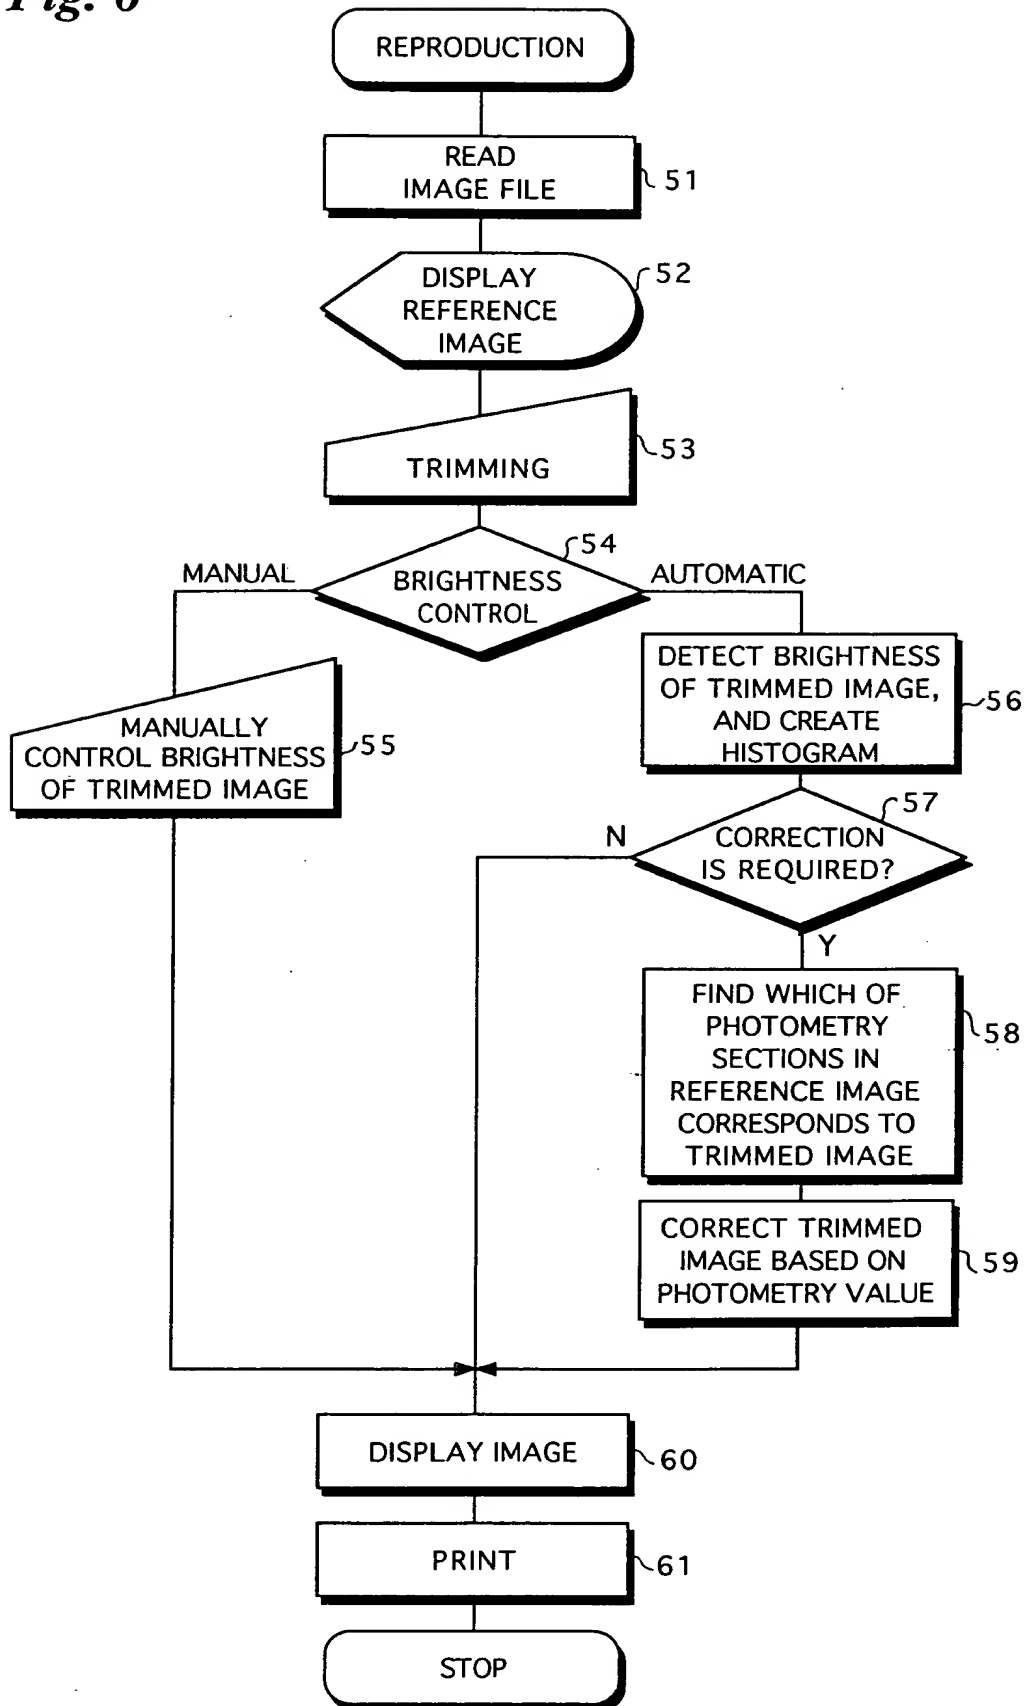 Fig. 6
REPRODUCTION
READ
IMAGE FILE
51
DISPLAY
REFERENCE
IMAGE
52
TRIMMING
53
BRIGHTNESS
CONTROL
54
MANUAL
AUTOMATIC
MANUALLY
CONTROL BRIGHTNESS
OF TRIMMED IMAGE
55
DETECT BRIGHTNESS
OF TRIMMED IMAGE,
AND CREATE
HISTOGRAM
56
CORRECTION
IS REQUIRED?
57
N
Y
FIND WHICH OF
PHOTOMETRY
SECTIONS IN
REFERENCE IMAGE
CORRESPONDS TO
TRIMMED IMAGE
58
CORRECT TRIMMED
IMAGE BASED ON
PHOTOMETRY VALUE
59
DISPLAY IMAGE
60
PRINT
61
STOP